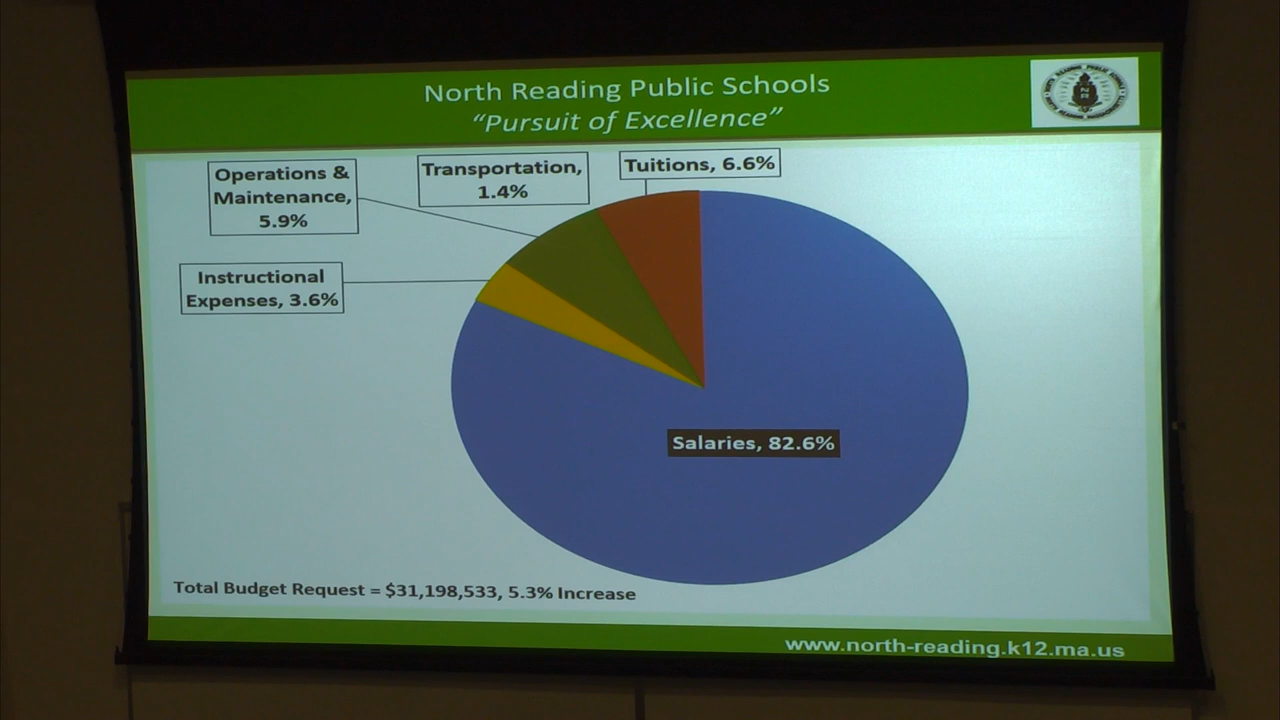 North Reading Public Schools
“Pursuit of Excellence”
Operations &
Maintenance,
5.9%
Transportation,
1.4%
Tuitions, 6.6%
Instructional
Expenses, 3.6%
Salaries, 82.6%
Total Budget Request = $31,198,533, 5.3% Increase
www.north-reading.k12.ma.us